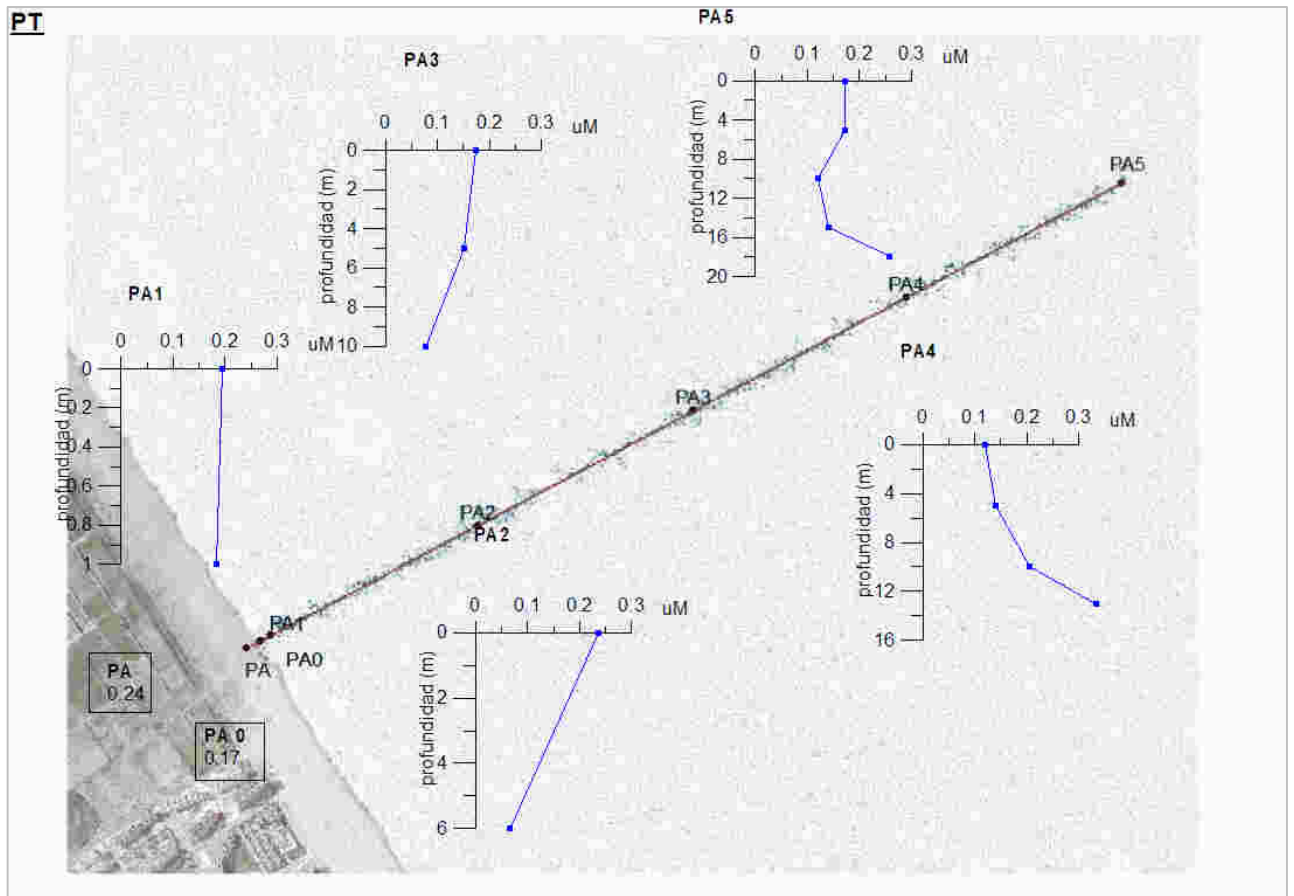 PT
PA5
0 0.1 0.2 0.3 uM
0
4
8
12
16
20
profundidad (m)
PA3
0 0.1 0.2 0.3 uM
0
2
4
6
8
10
profundidad (m)
PA1
0 0.1 0.2 0.3 uM
0
0.2
0.4
0.6
0.8
1
profundidad (m)
PA5
PA4
PA3
PA2
PA1
PA0
PA
PA4
0 0.1 0.2 0.3 uM
0
4
8
12
16
profundidad (m)
PA2
0 0.1 0.2 0.3 uM
0
2
4
6
profundidad (m)
PA
0.24
PA 0
0.17